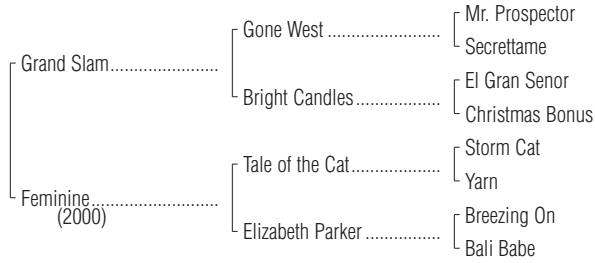 Mr. Prospector
Gone West
Secrettame
Grand Slam
El Gran Senor
Bright Candles
Christmas Bonus
Storm Cat
Tale of the Cat
Yarn
Feminine
(2000)
Breezing On
Elizabeth Parker
Bali Babe